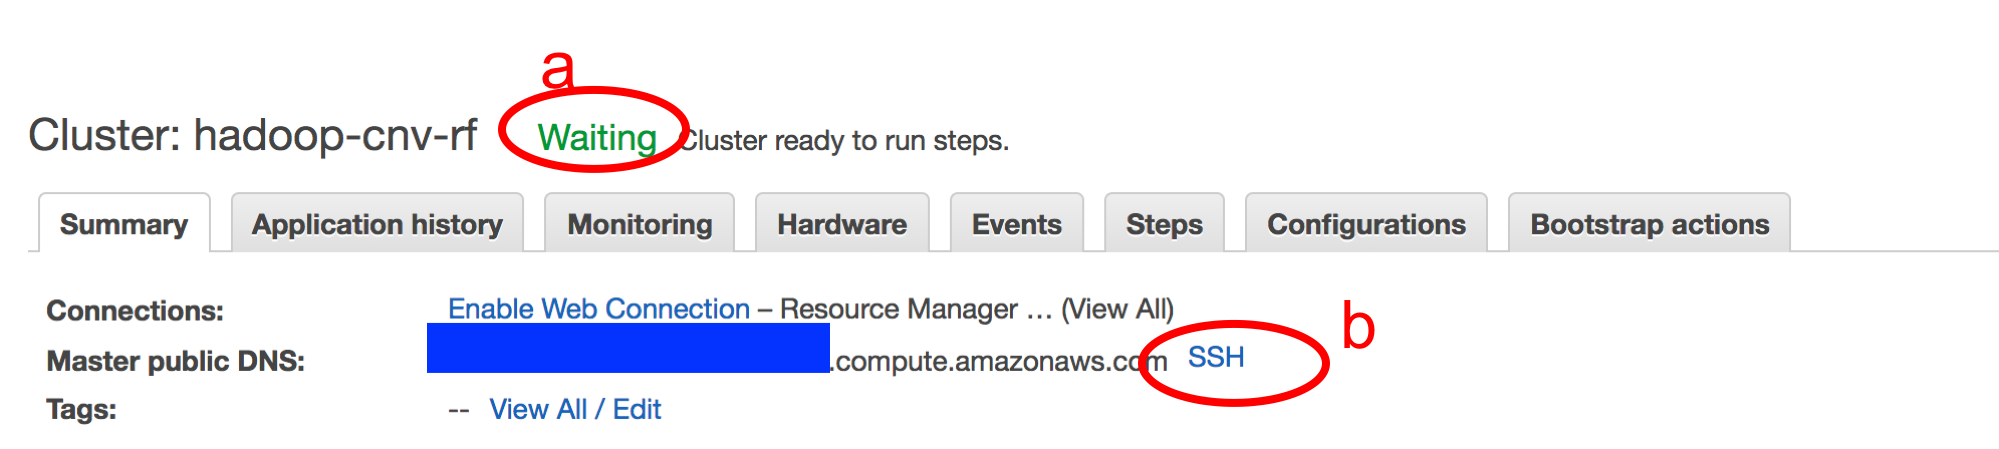 a
Cluster: hadoop-cnv-rf Waiting Cluster ready to run steps.
Summary Application history Monitoring Hardware Events Steps Configurations Bootstrap actions
Connections: Enable Web Connection – Resource Manager … (View All)
b
Master public DNS: .compute.amazonaws.com SSH
Tags: -- View All / Edit